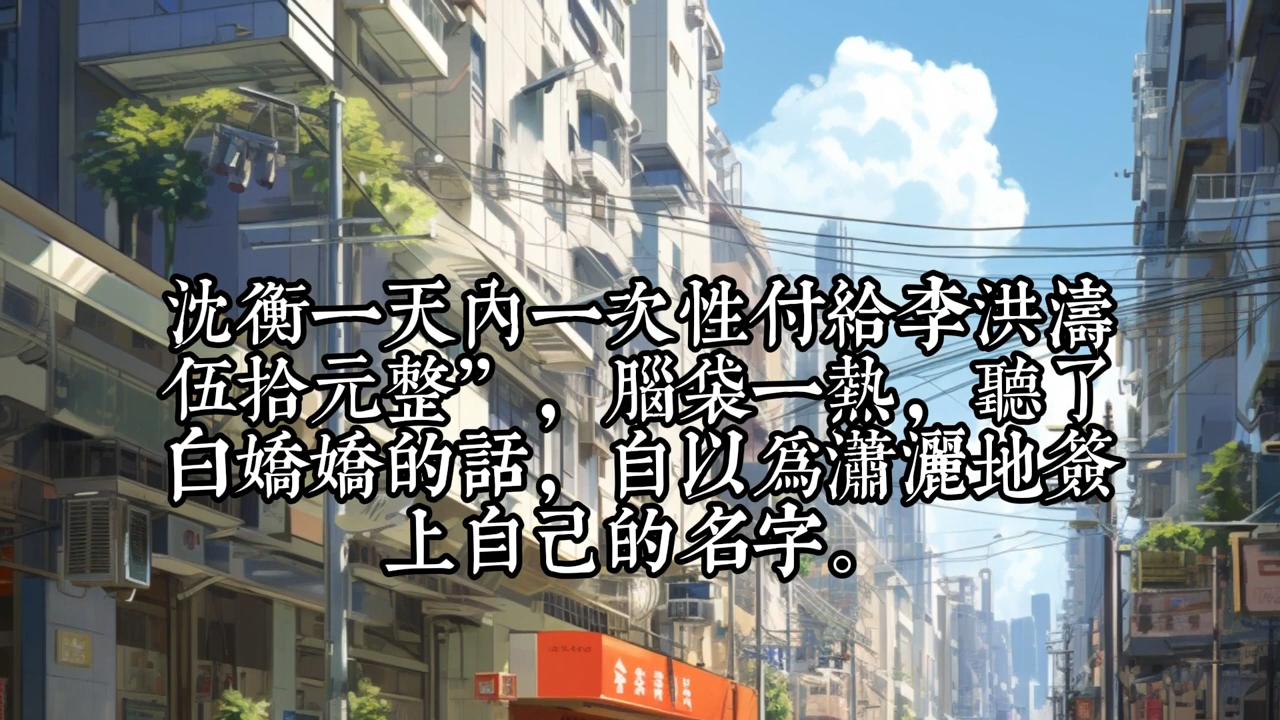 沈衡一天內一次性付給李洪濤
伍拾元整”，腦袋一熱，聽了
白嬌嬌的話，自以爲瀟灑地簽
上自己的名字。